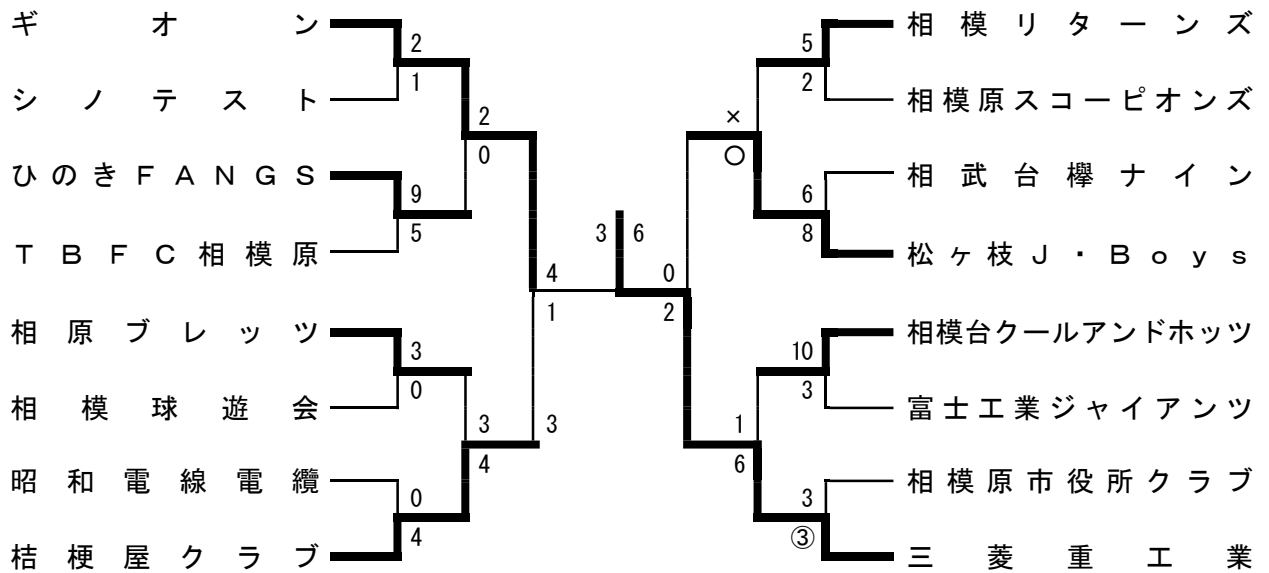 ギオン 相模リターンズ
2 5
1 2
シノテスト 相模原スコーピオンズ
2 ×
0 ○
ひのきＦＡＮＧＳ 相武台欅ナイン
9 6
5 8
3 6
ＴＢＦＣ相模原 松ヶ枝Ｊ・Ｂｏｙｓ
4 0
1 2
相原ブレッツ 相模台クールアンドホッツ
3 10
0 3
相模球遊会 富士工業ジャイアンツ
3 3 1
4 6
昭和電線電纜 相模原市役所クラブ
0 3
4 ③
桔梗屋クラブ 三菱重工業